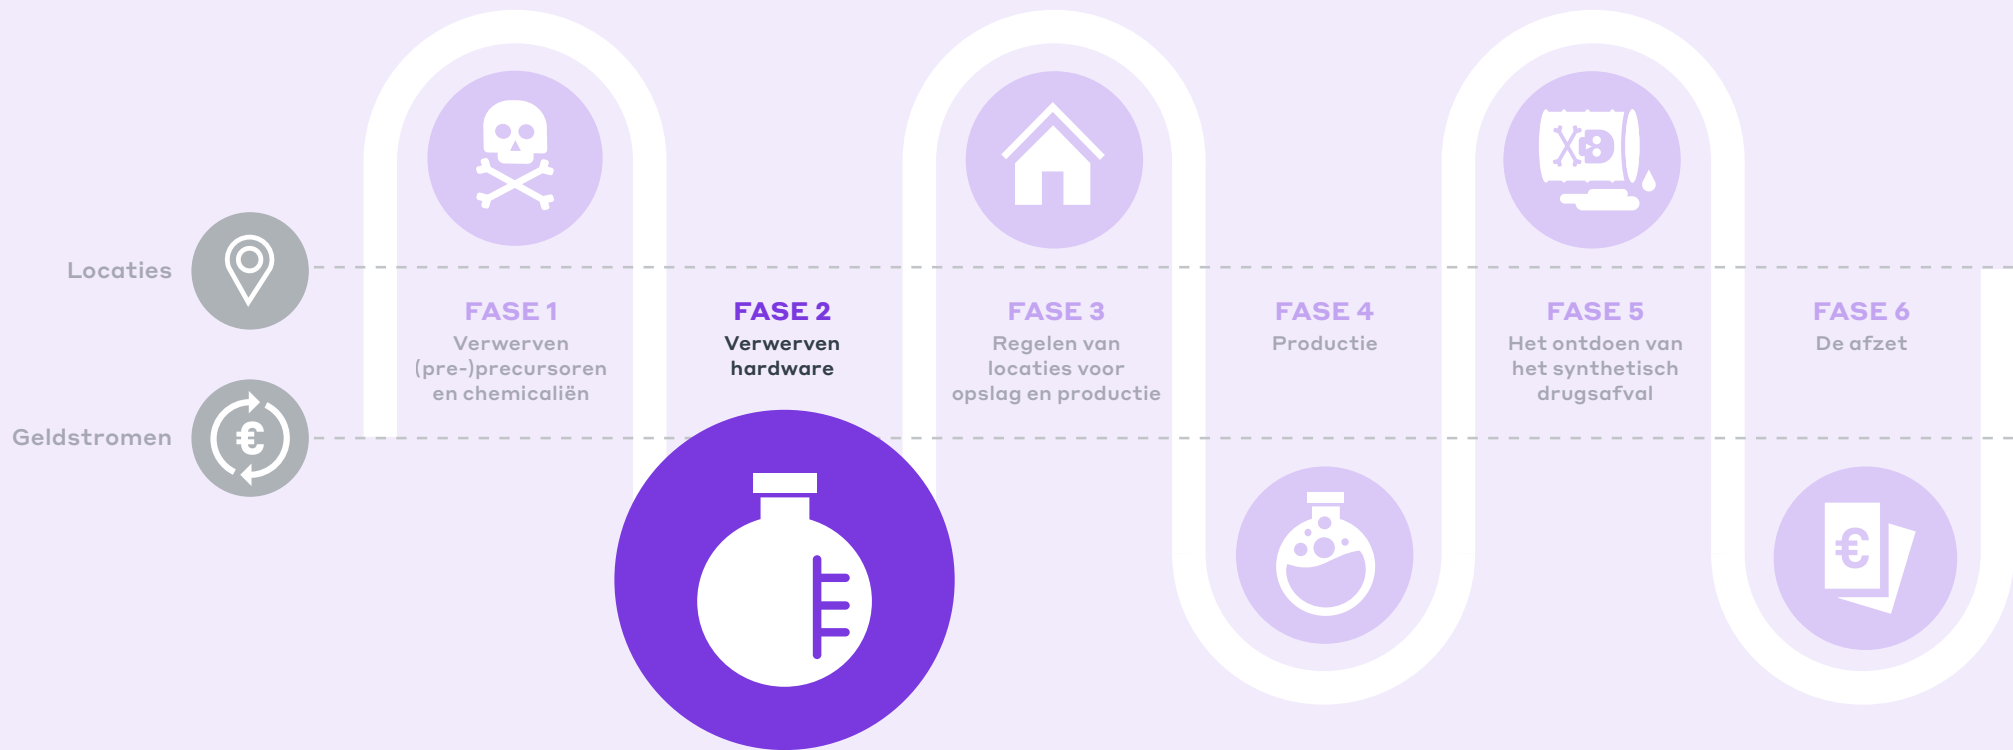 Locaties
Geldstromen
FASE 1
Verwerven
(pre-)precursoren
en chemicaliën
FASE 2
Verwerven
hardware
FASE 3
Regelen van
locaties voor
opslag en productie
FASE 4
Productie
FASE 5
Het ontdoen van
het synthetisch
drugsafval
FASE 6
De afzet